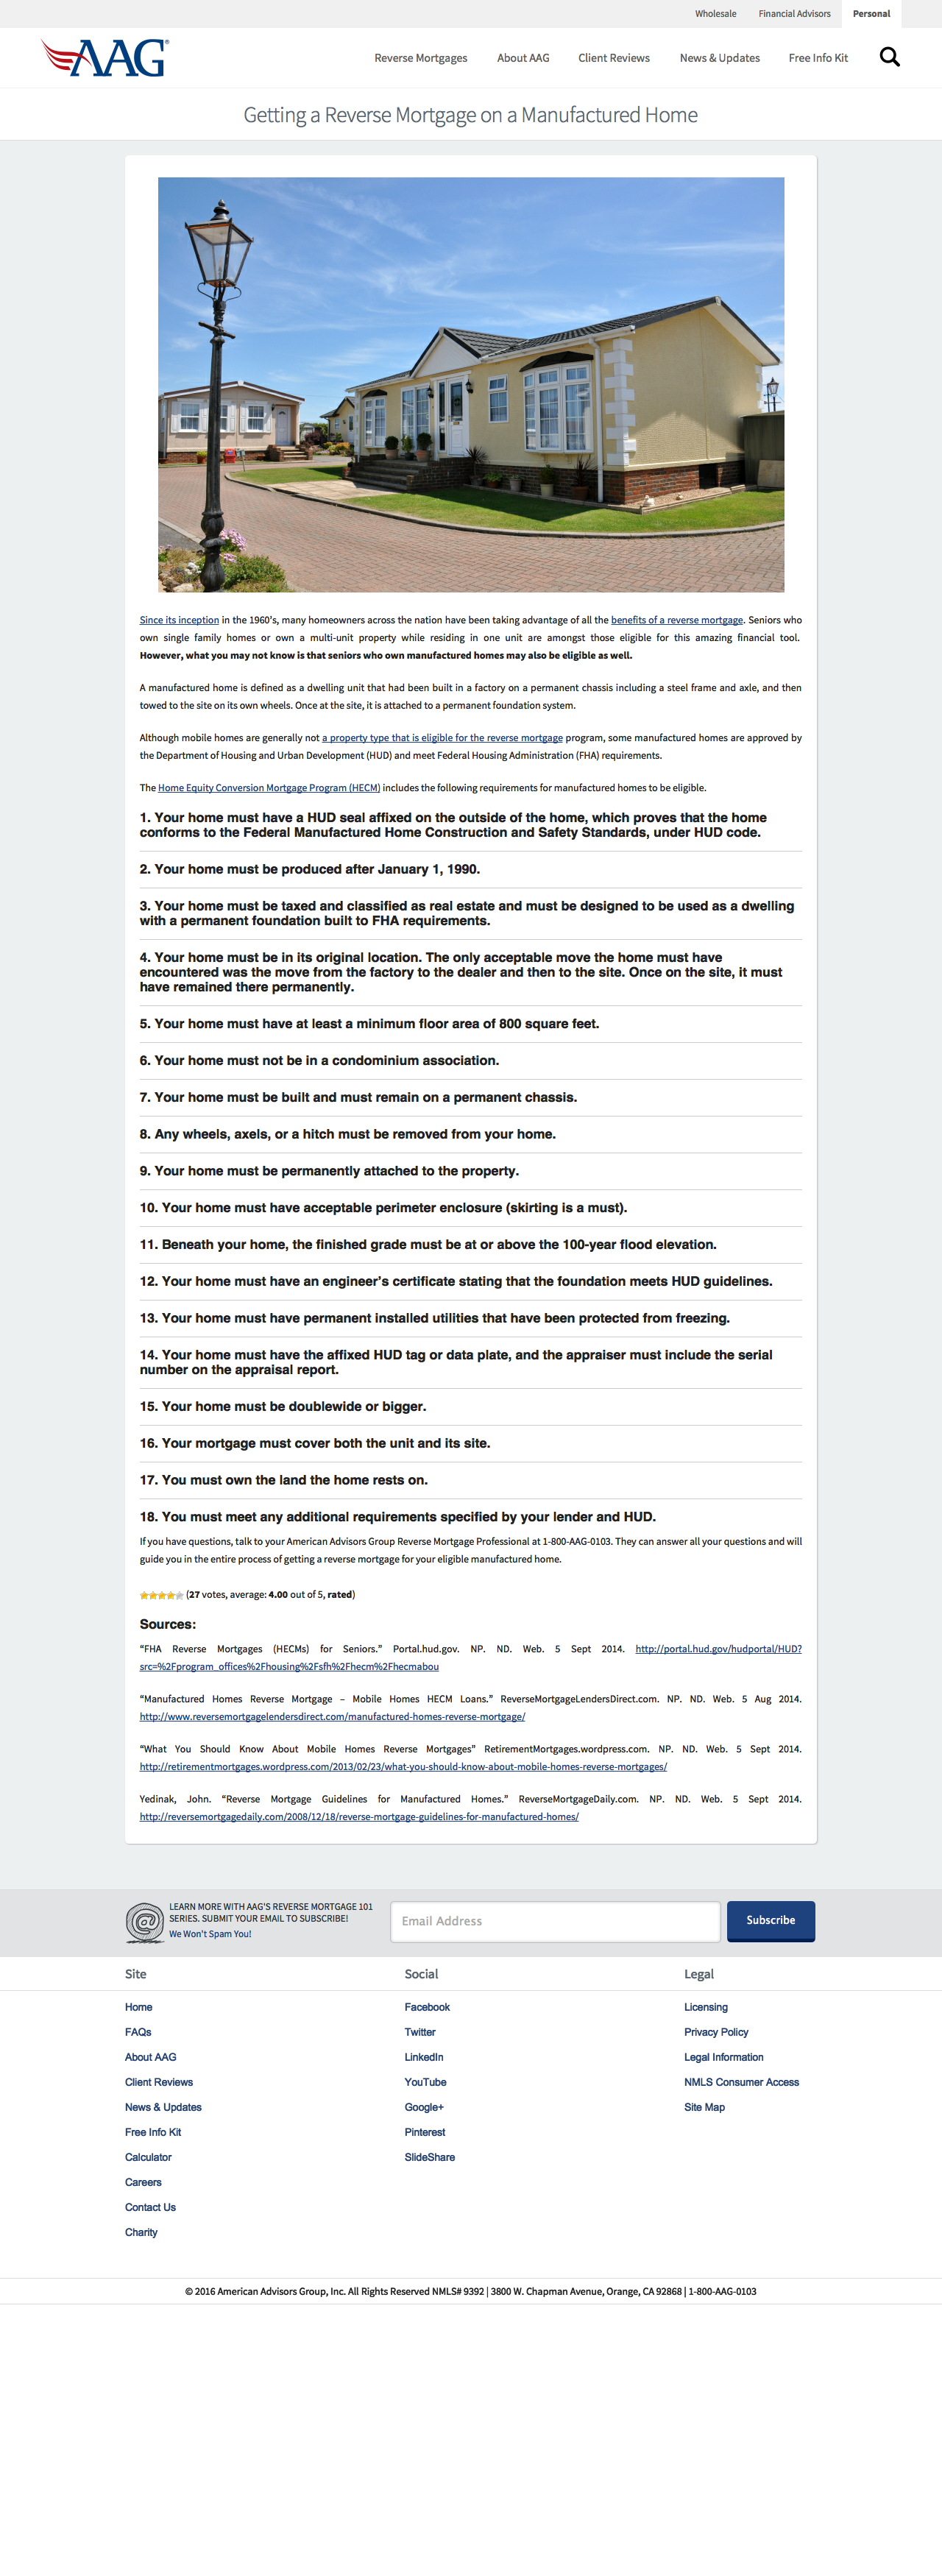 Wholesale Financial Advisors Personal
AAG®
Reverse Mortgages About AAG Client Reviews News & Updates Free Info Kit
Getting a Reverse Mortgage on a Manufactured Home
Since its inception in the 1960's, many homeowners across the nation have been taking advantage of all the benefits of a reverse mortgage. Seniors who
own single family homes or own a multi-unit property while residing in one unit are amongst those eligible for this amazing financial tool.
However, what you may not know is that seniors who own manufactured homes may also be eligible as well.
A manufactured home is defined as a dwelling unit that had been built in a factory on a permanent chassis including a steel frame and axle, and then
towed to the site on its own wheels. Once at the site, it is attached to a permanent foundation system.
Although mobile homes are generally not a property type that is eligible for the reverse mortgage program, some manufactured homes are approved by
the Department of Housing and Urban Development (HUD) and meet Federal Housing Administration (FHA) requirements.
The Home Equity Conversion Mortgage Program (HECM) includes the following requirements for manufactured homes to be eligible.
1. Your home must have a HUD seal affixed on the outside of the home, which proves that the home
conforms to the Federal Manufactured Home Construction and Safety Standards, under HUD code.
2. Your home must be produced after January 1, 1990.
3. Your home must be taxed and classified as real estate and must be designed to be used as a dwelling
with a permanent foundation built to FHA requirements.
4. Your home must be in its original location. The only acceptable move the home must have
encountered was the move from the factory to the dealer and then to the site. Once on the site, it must
have remained there permanently.
5. Your home must have at least a minimum floor area of 800 square feet.
6. Your home must not be in a condominium association.
7. Your home must be built and must remain on a permanent chassis.
8. Any wheels, axels, or a hitch must be removed from your home.
9. Your home must be permanently attached to the property.
10. Your home must have acceptable perimeter enclosure (skirting is a must).
11. Beneath your home, the finished grade must be at or above the 100-year flood elevation.
12. Your home must have an engineer's certificate stating that the foundation meets HUD guidelines.
13. Your home must have permanent installed utilities that have been protected from freezing.
14. Your home must have the affixed HUD tag or data plate, and the appraiser must include the serial
number on the appraisal report.
15. Your home must be doublewide or bigger.
16. Your mortgage must cover both the unit and its site.
17. You must own the land the home rests on.
18. You must meet any additional requirements specified by your lender and HUD.
If you have questions, talk to your American Advisors Group Reverse Mortgage Professional at 1-800-AAG-0103. They can answer all your questions and will
guide you in the entire process of getting a reverse mortgage for your eligible manufactured home.
(27 votes, average: 4.00 out of 5, rated)
Sources:
“FHA Reverse Mortgages (HECMs) for Seniors.” Portal.hud.gov. NP. ND. Web. 5 Sept 2014. http://portal.hud.gov/hudportal/HUD?
src=%2Fprogram_offices%2Fhousing%2Fsfh%2Fhecm%2Fhecmabou
“Manufactured Homes Reverse Mortgage – Mobile Homes HECM Loans.” ReverseMortgageLendersDirect.com. NP. ND. Web. 5 Aug 2014.
http://www.reversemortgagelendersdirect.com/manufactured-homes-reverse-mortgage/
“What You Should Know About Mobile Homes Reverse Mortgages” RetirementMortgages.wordpress.com. NP. ND. Web. 5 Sept 2014.
http://retirementmortgages.wordpress.com/2013/02/23/what-you-should-know-about-mobile-homes-reverse-mortgages/
Yedinak, John. “Reverse Mortgage Guidelines for Manufactured Homes.” ReverseMortgageDaily.com. NP. ND. Web. 5 Sept 2014.
http://reversemortgagedaily.com/2008/12/18/reverse-mortgage-guidelines-for-manufactured-homes/
LEARN MORE WITH AAG'S REVERSE MORTGAGE 101
SERIES. SUBMIT YOUR EMAIL TO SUBSCRIBE!
We Won't Spam You!
Email Address
Subscribe
Site
Home
FAQs
About AAG
Client Reviews
News & Updates
Free Info Kit
Calculator
Careers
Contact Us
Charity
Social
Facebook
Twitter
LinkedIn
YouTube
Google+
Pinterest
SlideShare
Legal
Licensing
Privacy Policy
Legal Information
NMLS Consumer Access
Site Map
© 2016 American Advisors Group, Inc. All Rights Reserved NMLS# 9392 | 3800 W. Chapman Avenue, Orange, CA 92868 | 1-800-AAG-0103